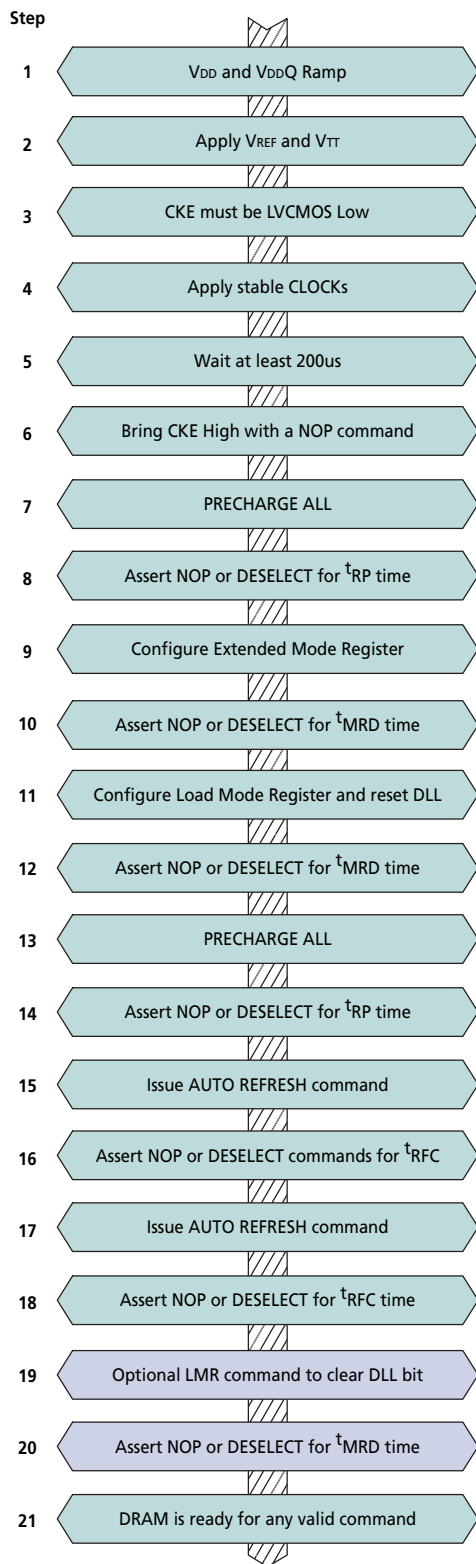 Step
1 VDD and VDDQ Ramp
2 Apply VREF and VTT
3 CKE must be LVCMOS Low
4 Apply stable CLOCKs
5 Wait at least 200us
6 Bring CKE High with a NOP command
7 PRECHARGE ALL
8 Assert NOP or DESELECT for tRP time
9 Configure Extended Mode Register
10 Assert NOP or DESELECT for tMRD time
11 Configure Load Mode Register and reset DLL
12 Assert NOP or DESELECT for tMRD time
13 PRECHARGE ALL
14 Assert NOP or DESELECT for tRP time
15 Issue AUTO REFRESH command
16 Assert NOP or DESELECT commands for tRFC
17 Issue AUTO REFRESH command
18 Assert NOP or DESELECT for tRFC time
19 Optional LMR command to clear DLL bit
20 Assert NOP or DESELECT for tMRD time
21 DRAM is ready for any valid command